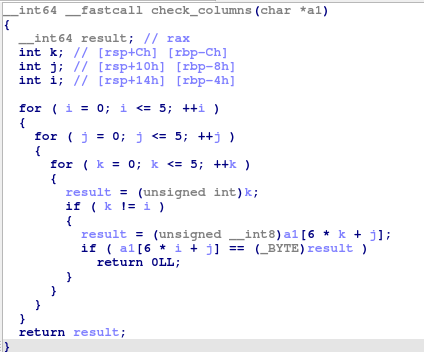 __int64 __fastcall check_columns(char *a1)
{
  __int64 result; // rax
  int k; // [rsp+Ch] [rbp-Ch]
  int j; // [rsp+10h] [rbp-8h]
  int i; // [rsp+14h] [rbp-4h]

  for ( i = 0; i <= 5; ++i )
  {
    for ( j = 0; j <= 5; ++j )
    {
      for ( k = 0; k <= 5; ++k )
      {
        result = (unsigned int)k;
        if ( k != i )
        {
          result = (unsigned __int8)a1[6 * k + j];
          if ( a1[6 * i + j] == (_BYTE)result )
            return 0LL;
        }
      }
    }
  }
  return result;
}